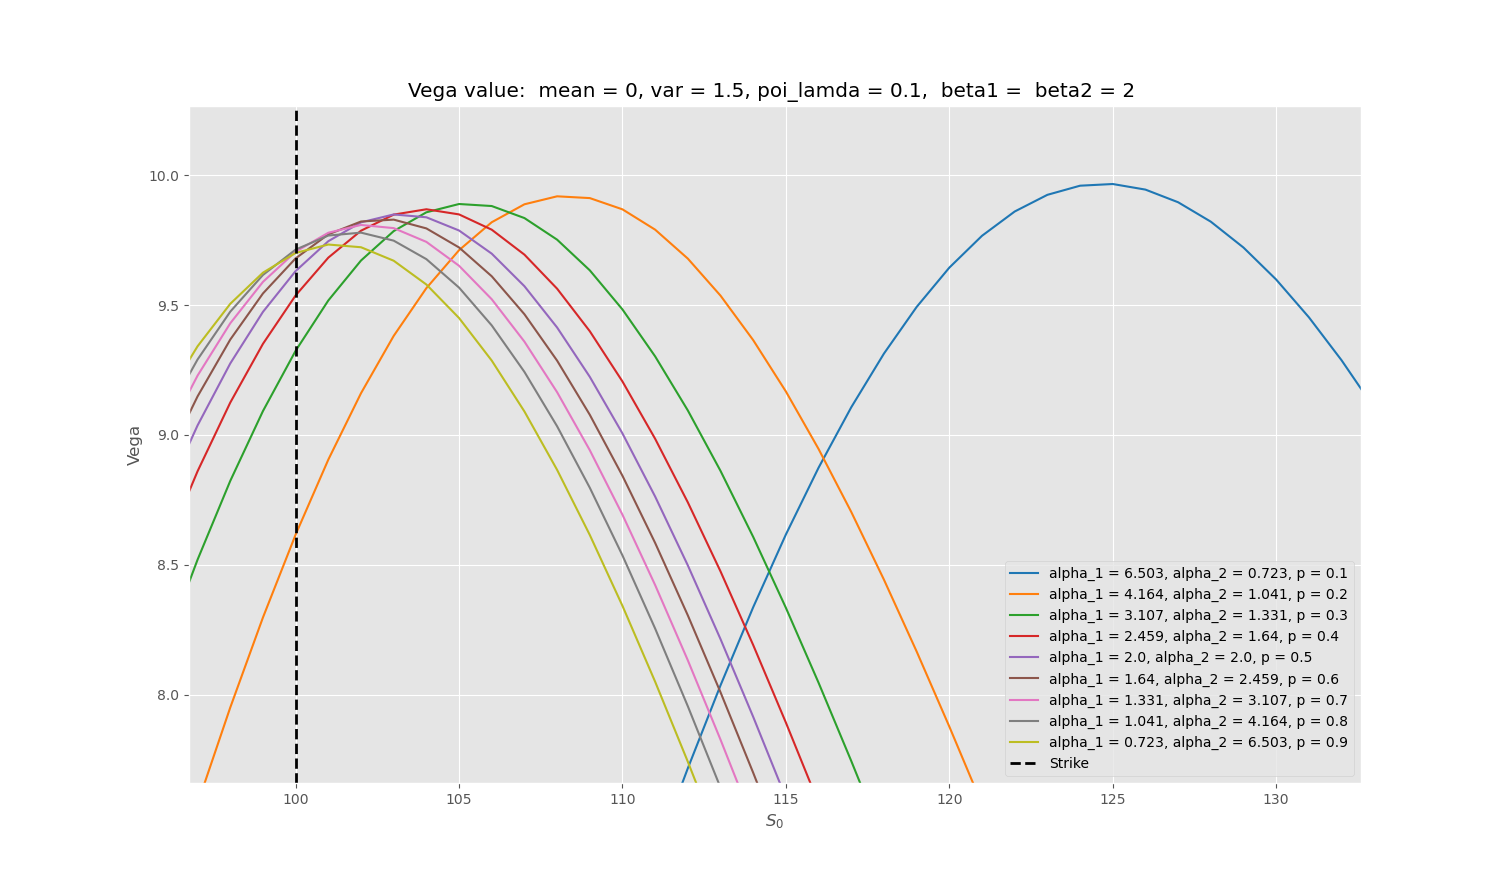 Vega value:  mean = 0, var = 1.5, poi_lamda = 0.1,  beta1 =  beta2 = 2
10.0
9.5
9.0
8.5
8.0
Vega
alpha_1 = 6.503, alpha_2 = 0.723, p = 0.1
alpha_1 = 4.164, alpha_2 = 1.041, p = 0.2
alpha_1 = 3.107, alpha_2 = 1.331, p = 0.3
alpha_1 = 2.459, alpha_2 = 1.64, p = 0.4
alpha_1 = 2.0, alpha_2 = 2.0, p = 0.5
alpha_1 = 1.64, alpha_2 = 2.459, p = 0.6
alpha_1 = 1.331, alpha_2 = 3.107, p = 0.7
alpha_1 = 1.041, alpha_2 = 4.164, p = 0.8
alpha_1 = 0.723, alpha_2 = 6.503, p = 0.9
Strike
100 105 110 115 120 125 130
S₀